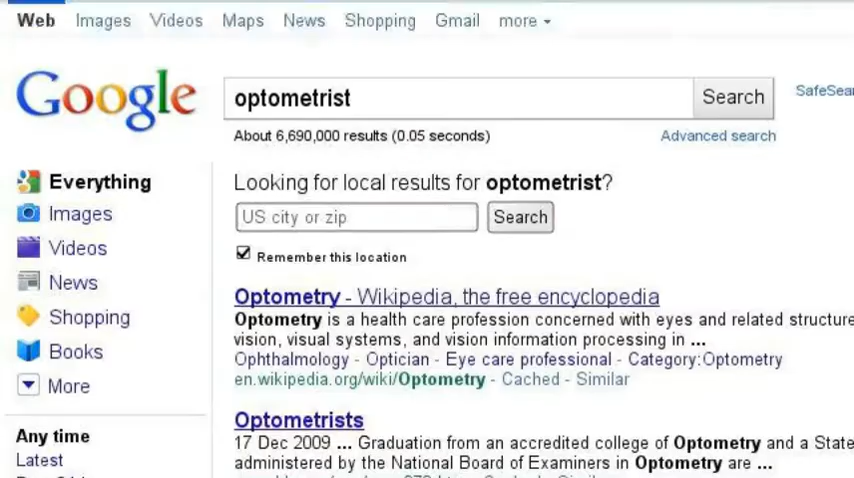 Web Images Videos Maps News Shopping Gmail more
Google
optometrist
Search
About 6,690,000 results (0.05 seconds)
Advanced search
Everything
Images
Videos
News
Shopping
Books
More
Any time
Latest
Looking for local results for optometrist?
US city or zip
Search
Remember this location
Optometry - Wikipedia, the free encyclopedia
Optometry is a health care profession concerned with eyes and related structure
vision, visual systems, and vision information processing in ...
Ophthalmology - Optician - Eye care professional - Category:Optometry
en.wikipedia.org/wiki/Optometry - Cached - Similar
Optometrists
17 Dec 2009 ... Graduation from an accredited college of Optometry and a State
administered by the National Board of Examiners in Optometry are ...